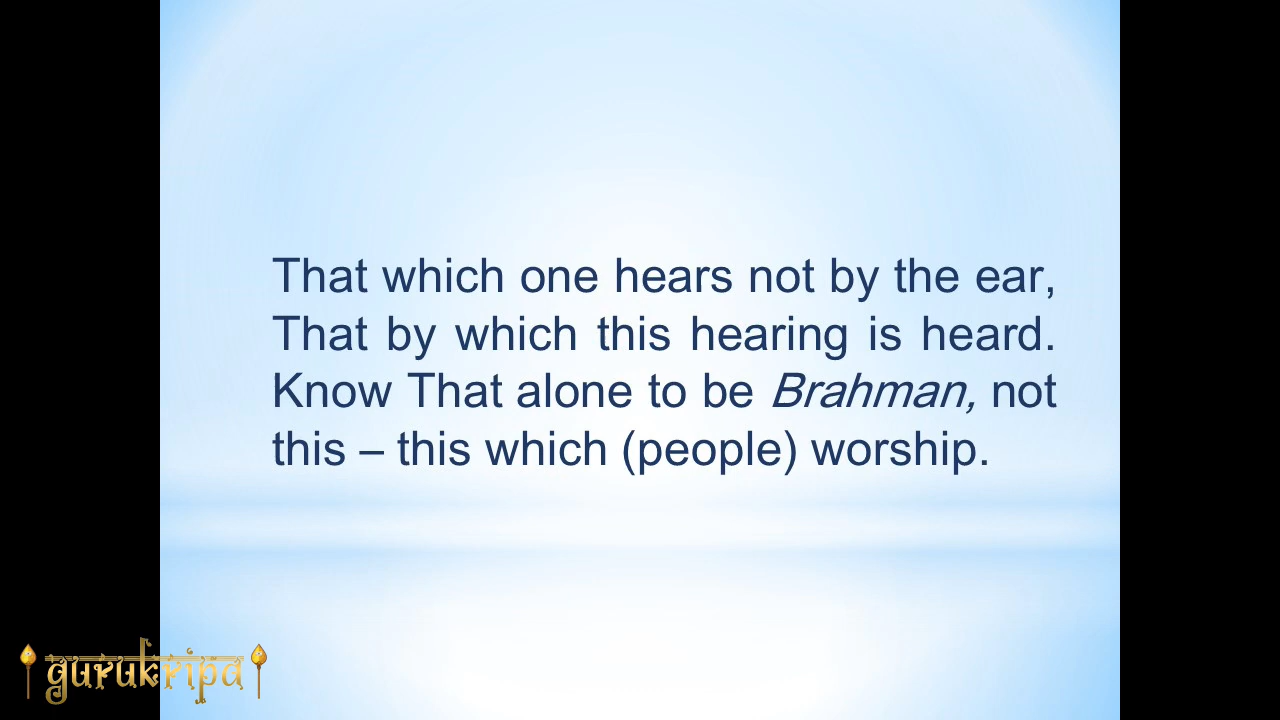 That which one hears not by the ear,
That by which this hearing is heard.
Know That alone to be Brahman, not
this – this which (people) worship.
gurukripa